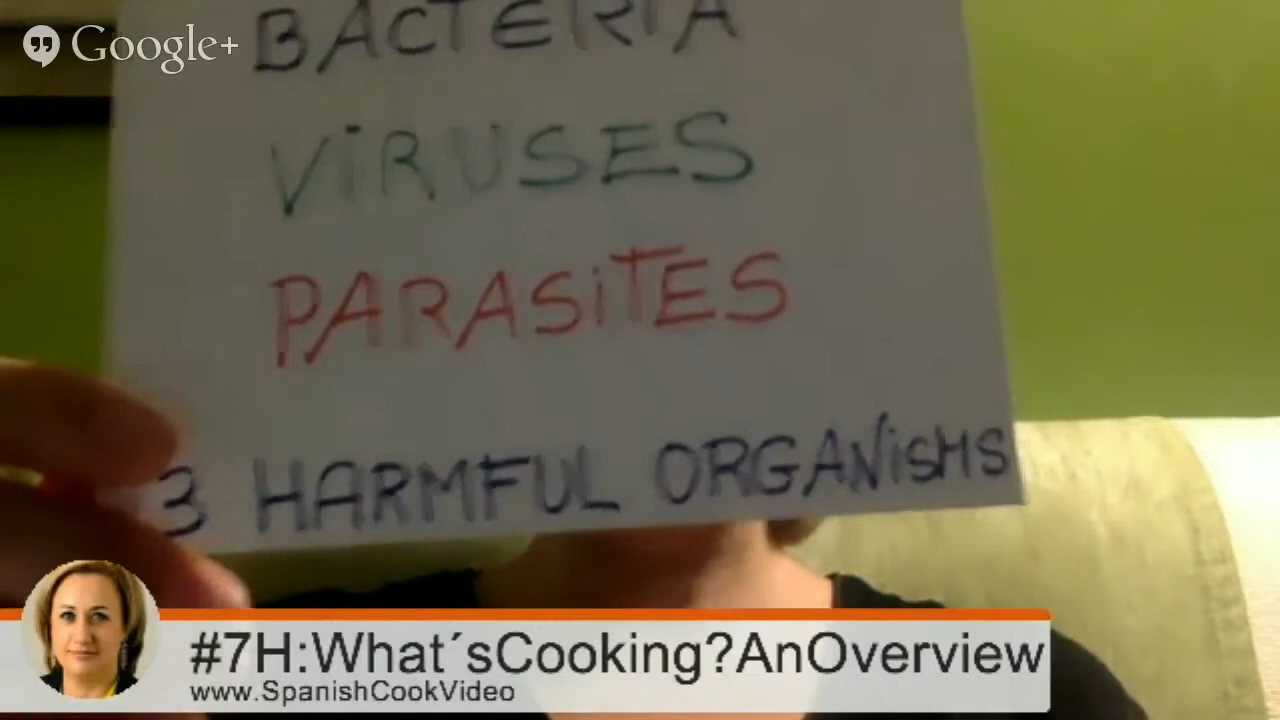 Google+
BACTERIA
VIRUSES
PARASITES
3 HARMFUL ORGANISMS
#7H:What´sCooking?AnOverview
www.SpanishCookVideo